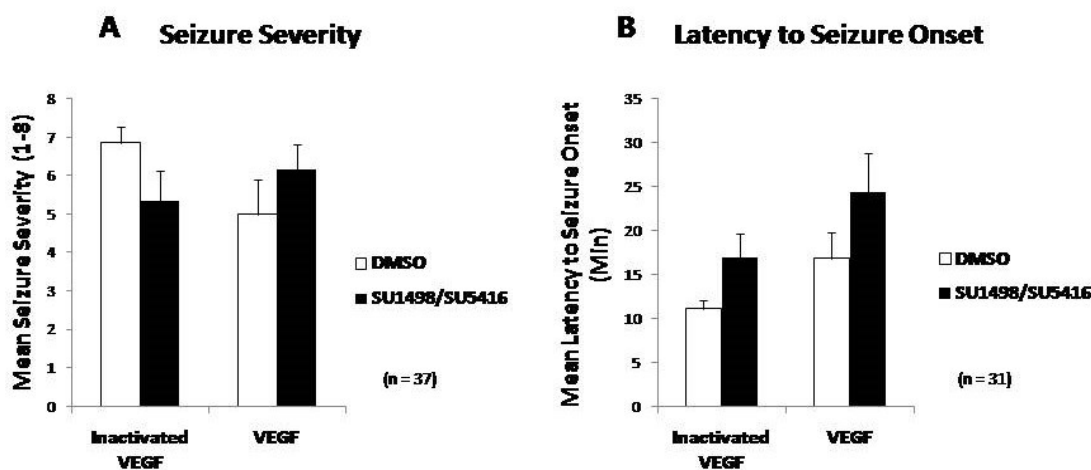 A Seizure Severity
Mean Seizure Severity (1-8)
8
7
6
5
4
3
2
1
0
Inactivated
VEGF
VEGF
DMSO
SU1498/SU5416
(n = 37)
B Latency to Seizure Onset
Mean Latency to Seizure Onset
(Min)
35
30
25
20
15
10
5
0
Inactivated
VEGF
VEGF
DMSO
SU1498/SU5416
(n = 31)